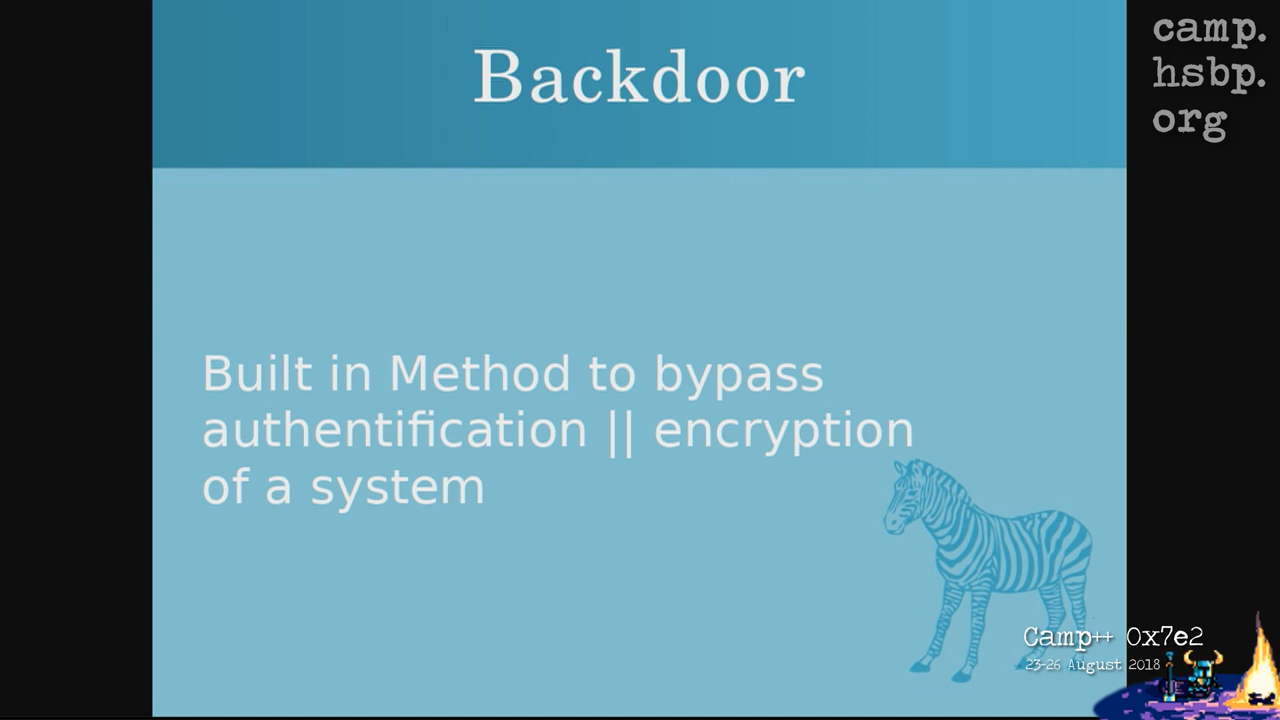 Backdoor
camp.
hsbp.
org
Built in Method to bypass
authentification || encryption
of a system
Camp++ 0x7e2
23-26 August 2018